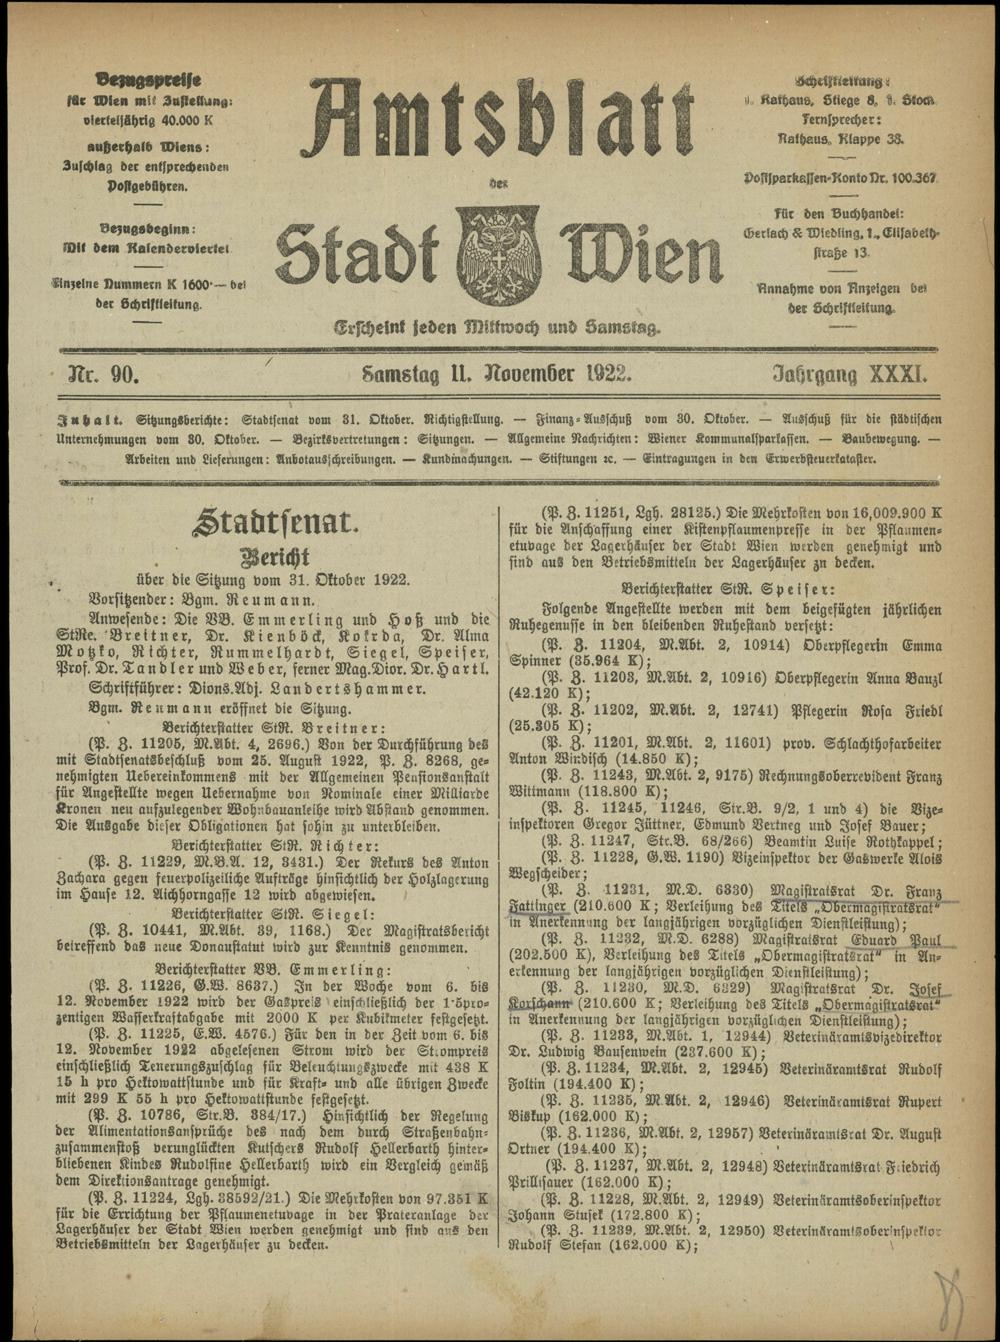 Bezugspreise
für Wien mit Zustellung:
vierteljährig 40.000 K
außerhalb Wiens:
Zuschlag der entsprechenden
Postgebühren.
Bezugsbeginn:
Mit dem Kalenderviertel
Einzelne Nummern K 1600·— bei
der Schriftleitung.
Amtsblatt
der
Stadt Wien
Erscheint jeden Mittwoch und Samstag.
Schriftleitung:
Rathaus, Stiege 8, 1. Stock
Fernsprecher:
Rathaus, Klappe 38.
Postsparkassen-Konto Nr. 100.367
Für den Buchhandel:
Gerlach & Wiedling, 1., Elisabeth-
straße 13.
Annahme von Anzeigen bei
der Schriftleitung.
Nr. 90. Samstag 11. November 1922. Jahrgang XXXI.
Inhalt. Sitzungsberichte: Stadtsenat vom 31. Oktober. Richtigstellung. — Finanz-Ausschuß vom 30. Oktober. — Ausschuß für die städtischen
Unternehmungen vom 30. Oktober. — Bezirksvertretungen: Sitzungen. — Allgemeine Nachrichten: Wiener Kommunalsparkassen. — Baubewegung. —
Arbeiten und Lieferungen: Anbotausschreibungen. — Kundmachungen. — Stiftungen ꝛc. — Eintragungen in den Erwerbsteuerkataster.
Stadtsenat.
Bericht
über die Sitzung vom 31. Oktober 1922.
Vorsitzender: Bgm. Reumann.
Anwesende: Die VB. Emmerling und Hoß und die
StRe. Breitner, Dr. Kienböck, Kokrda, Dr. Alma
Motzko, Richter, Rummelhardt, Siegel, Speiser,
Prof. Dr. Tandler und Weber, ferner Mag.Dior. Dr. Hartl.
Schriftführer: Dions.Adj. Landertshammer.
Bgm. Reumann eröffnet die Sitzung.
Berichterstatter StR. Breitner:
(P. Z. 11205, M.Abt. 4, 2696.) Von der Durchführung des
mit Stadtsenatsbeschluß vom 25. August 1922, P. Z. 8268, ge-
nehmigten Uebereinkommens mit der Allgemeinen Pensionsanstalt
für Angestellte wegen Uebernahme von Nominale einer Milliarde
Kronen neu aufzulegender Wohnbauanleihe wird Abstand genommen.
Die Ausgabe dieser Obligationen hat sohin zu unterbleiben.
Berichterstatter StR. Richter:
(P. Z. 11229, M.B.A. 12, 3431.) Der Rekurs des Anton
Zachara gegen feuerpolizeiliche Aufträge hinsichtlich der Holzlagerung
im Hause 12. Aichhorngasse 12 wird abgewiesen.
Berichterstatter StR. Siegel:
(P. Z. 10441, M.Abt. 39, 1168.) Der Magistratsbericht
betreffend das neue Donaustatut wird zur Kenntnis genommen.
Berichterstatter VB. Emmerling:
(P. Z. 11226, G.W. 8637.) In der Woche vom 6. bis
12. November 1922 wird der Gaspreis einschließlich der 1·5pro-
zentigen Wasserkraftabgabe mit 2000 K per Kubikmeter festgesetzt.
(P. Z. 11225, E.W. 4576.) Für den in der Zeit vom 6. bis
12. November 1922 abgelesenen Strom wird der Strompreis
einschließlich Teuerungszuschlag für Beleuchtungszwecke mit 438 K
15 h pro Hektowattstunde und für Kraft- und alle übrigen Zwecke
mit 299 K 55 h pro Hektowattstunde festgesetzt.
(P. Z. 10786, Str.B. 384/17.) Hinsichtlich der Regelung
der Alimentationsansprüche des nach dem durch Straßenbahn-
zusammenstoß verunglückten Kutschers Rudolf Hellerbarth hinter-
bliebenen Kindes Rudolfine Hellerbarth wird ein Vergleich gemäß
dem Direktionsantrage genehmigt.
(P. Z. 11224, Lgh. 38592/21.) Die Mehrkosten von 97.351 K
für die Errichtung der Pflaumenetuvage in der Prateranlage der
Lagerhäuser der Stadt Wien werden genehmigt und sind aus den
Betriebsmitteln der Lagerhäuser zu decken.
(P. Z. 11251, Lgh. 28125.) Die Mehrkosten von 16,009.900 K
für die Anschaffung einer Kistenpflaumenpresse in der Pflaumen-
etuvage der Lagerhäuser der Stadt Wien werden genehmigt und
sind aus den Betriebsmitteln der Lagerhäuser zu decken.
Berichterstatter StR. Speiser:
Folgende Angestellte werden mit dem beigefügten jährlichen
Ruhegenusse in den bleibenden Ruhestand versetzt:
(P. Z. 11204, M.Abt. 2, 10914) Oberpflegerin Emma
Spinner (35.964 K);
(P. Z. 11203, M.Abt. 2, 10916) Oberpflegerin Anna Bauzl
(42.120 K);
(P. Z. 11202, M.Abt. 2, 12741) Pflegerin Rosa Friedl
(25.305 K);
(P. Z. 11201, M.Abt. 2, 11601) prov. Schlachthofarbeiter
Anton Windisch (14.850 K);
(P. Z. 11243, M.Abt. 2, 9175) Rechnungsoberrevident Franz
Wittmann (118.800 K);
(P. Z. 11245, 11246, Str.B. 9/2, 1 und 4) die Vize-
inspektoren Gregor Jüttner, Edmund Vertneg und Josef Bauer;
(P. Z. 11247, Str.B. 68/266) Beamtin Luise Rothkappel;
(P. Z. 11228, G.W. 1190) Vizeinspektor der Gaswerke Alois
Wegscheider;
(P. Z. 11231, M.D. 6330) Magistratsrat Dr. Franz
Fattinger (210.600 K; Verleihung des Titels „Obermagistratsrat"
in Anerkennung der langjährigen vorzüglichen Dienstleistung);
(P. Z. 11232, M.D. 6288) Magistratsrat Eduard Paul
(202.500 K), Verleihung des Titels „Obermagistratsrat" in An-
erkennung der langjährigen vorzüglichen Dienstleistung);
(P. Z. 11230, M.D. 6329) Magistratsrat Dr. Josef
Korschann (210.600 K; Verleihung des Titels „Obermagistratsrat"
in Anerkennung der langjährigen vorzüglichen Dienstleistung);
(P. Z. 11233, M.Abt. 1, 12944) Veterinäramtsvizedirektor
Dr. Ludwig Bausenwein (237.600 K);
(P. Z. 11234, M.Abt. 2, 12945) Veterinäramtsrat Rudolf
Foltin (194.400 K);
(P. Z. 11235, M.Abt. 2, 12946) Veterinäramtsrat Rupert
Biskup (162.000 K);
(P. Z. 11236, M.Abt. 2, 12957) Veterinäramtsrat Dr. August
Ortner (194.400 K);
(P. Z. 11237, M.Abt. 2, 12948) Veterinäramtsrat Friedrich
Prillisauer (162.000 K);
(P. Z. 11228, M.Abt. 2, 12949) Veterinäramtsoberinspektor
Johann Stusek (172.800 K);
(P. Z. 11239, M.Abt. 2, 12950) Veterinäramtsoberinspektor
Rudolf Stefan (162.000 K);